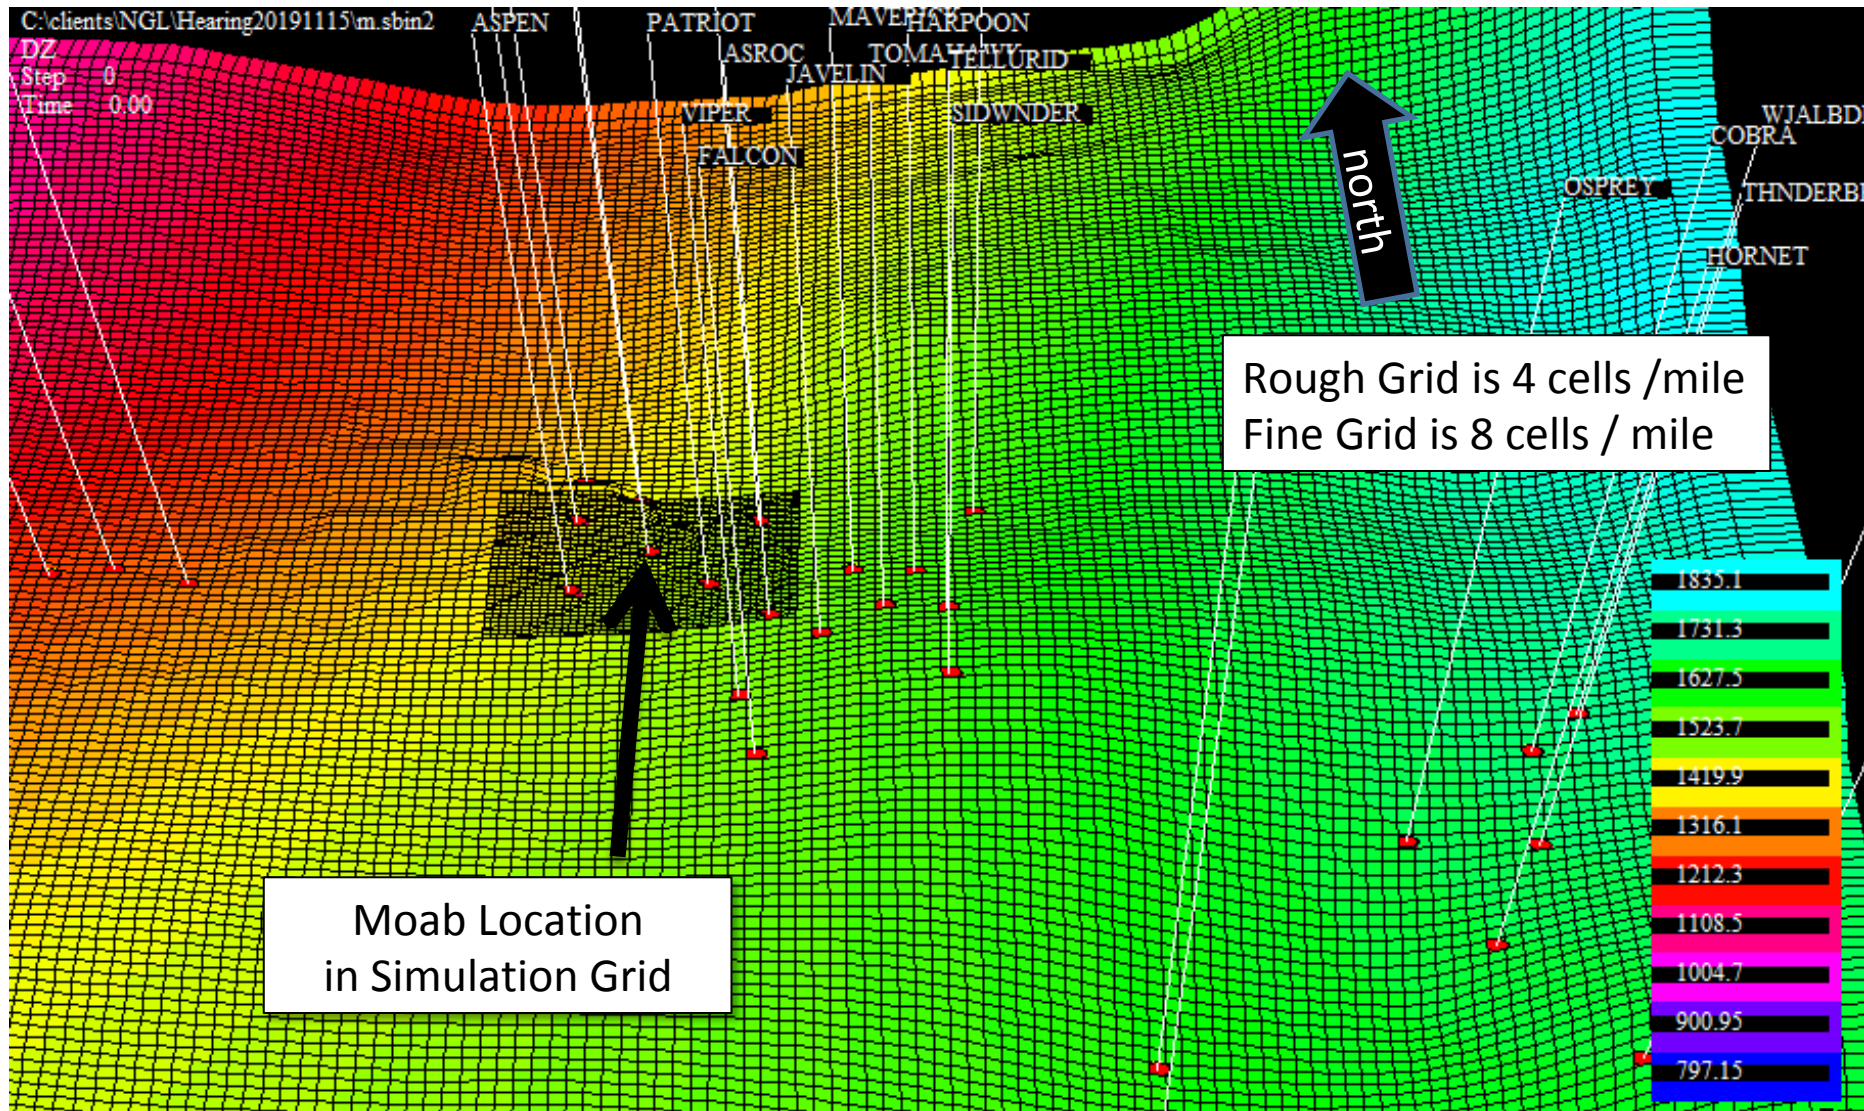 C:\clients\NGL\Hearing20191115\m.sbin2
DZ
Step 0
Time 0.00
ASPEN
PATRIOT
HARPOON
ASROC
TELLURID
JAVELIN
VIPER
SIDWNDER
FALCON
north
COBRA
OSPREY
HORNET
Rough Grid is 4 cells /mile
Fine Grid is 8 cells / mile
Moab Location
in Simulation Grid
1835.1
1731.3
1627.5
1523.7
1419.9
1316.1
1212.3
1108.5
1004.7
900.95
797.15